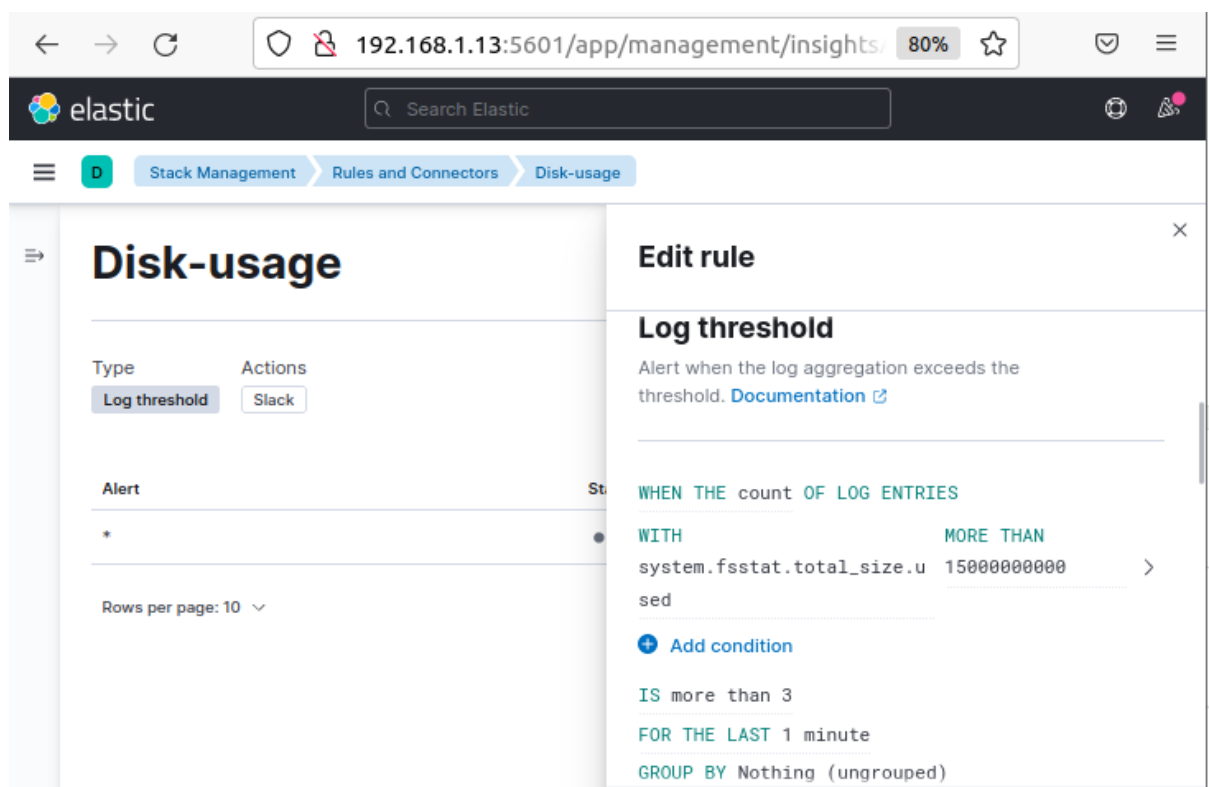 192.168.1.13:5601/app/management/insights/ 80%
elastic
Search Elastic
D Stack Management Rules and Connectors Disk-usage
Disk-usage
Type Actions
Log threshold Slack
Alert Sta
*
Rows per page: 10
Edit rule
Log threshold
Alert when the log aggregation exceeds the
threshold. Documentation
WHEN THE count OF LOG ENTRIES
WITH MORE THAN
system.fsstat.total_size.u 15000000000
sed
Add condition
IS more than 3
FOR THE LAST 1 minute
GROUP BY Nothing (ungrouped)